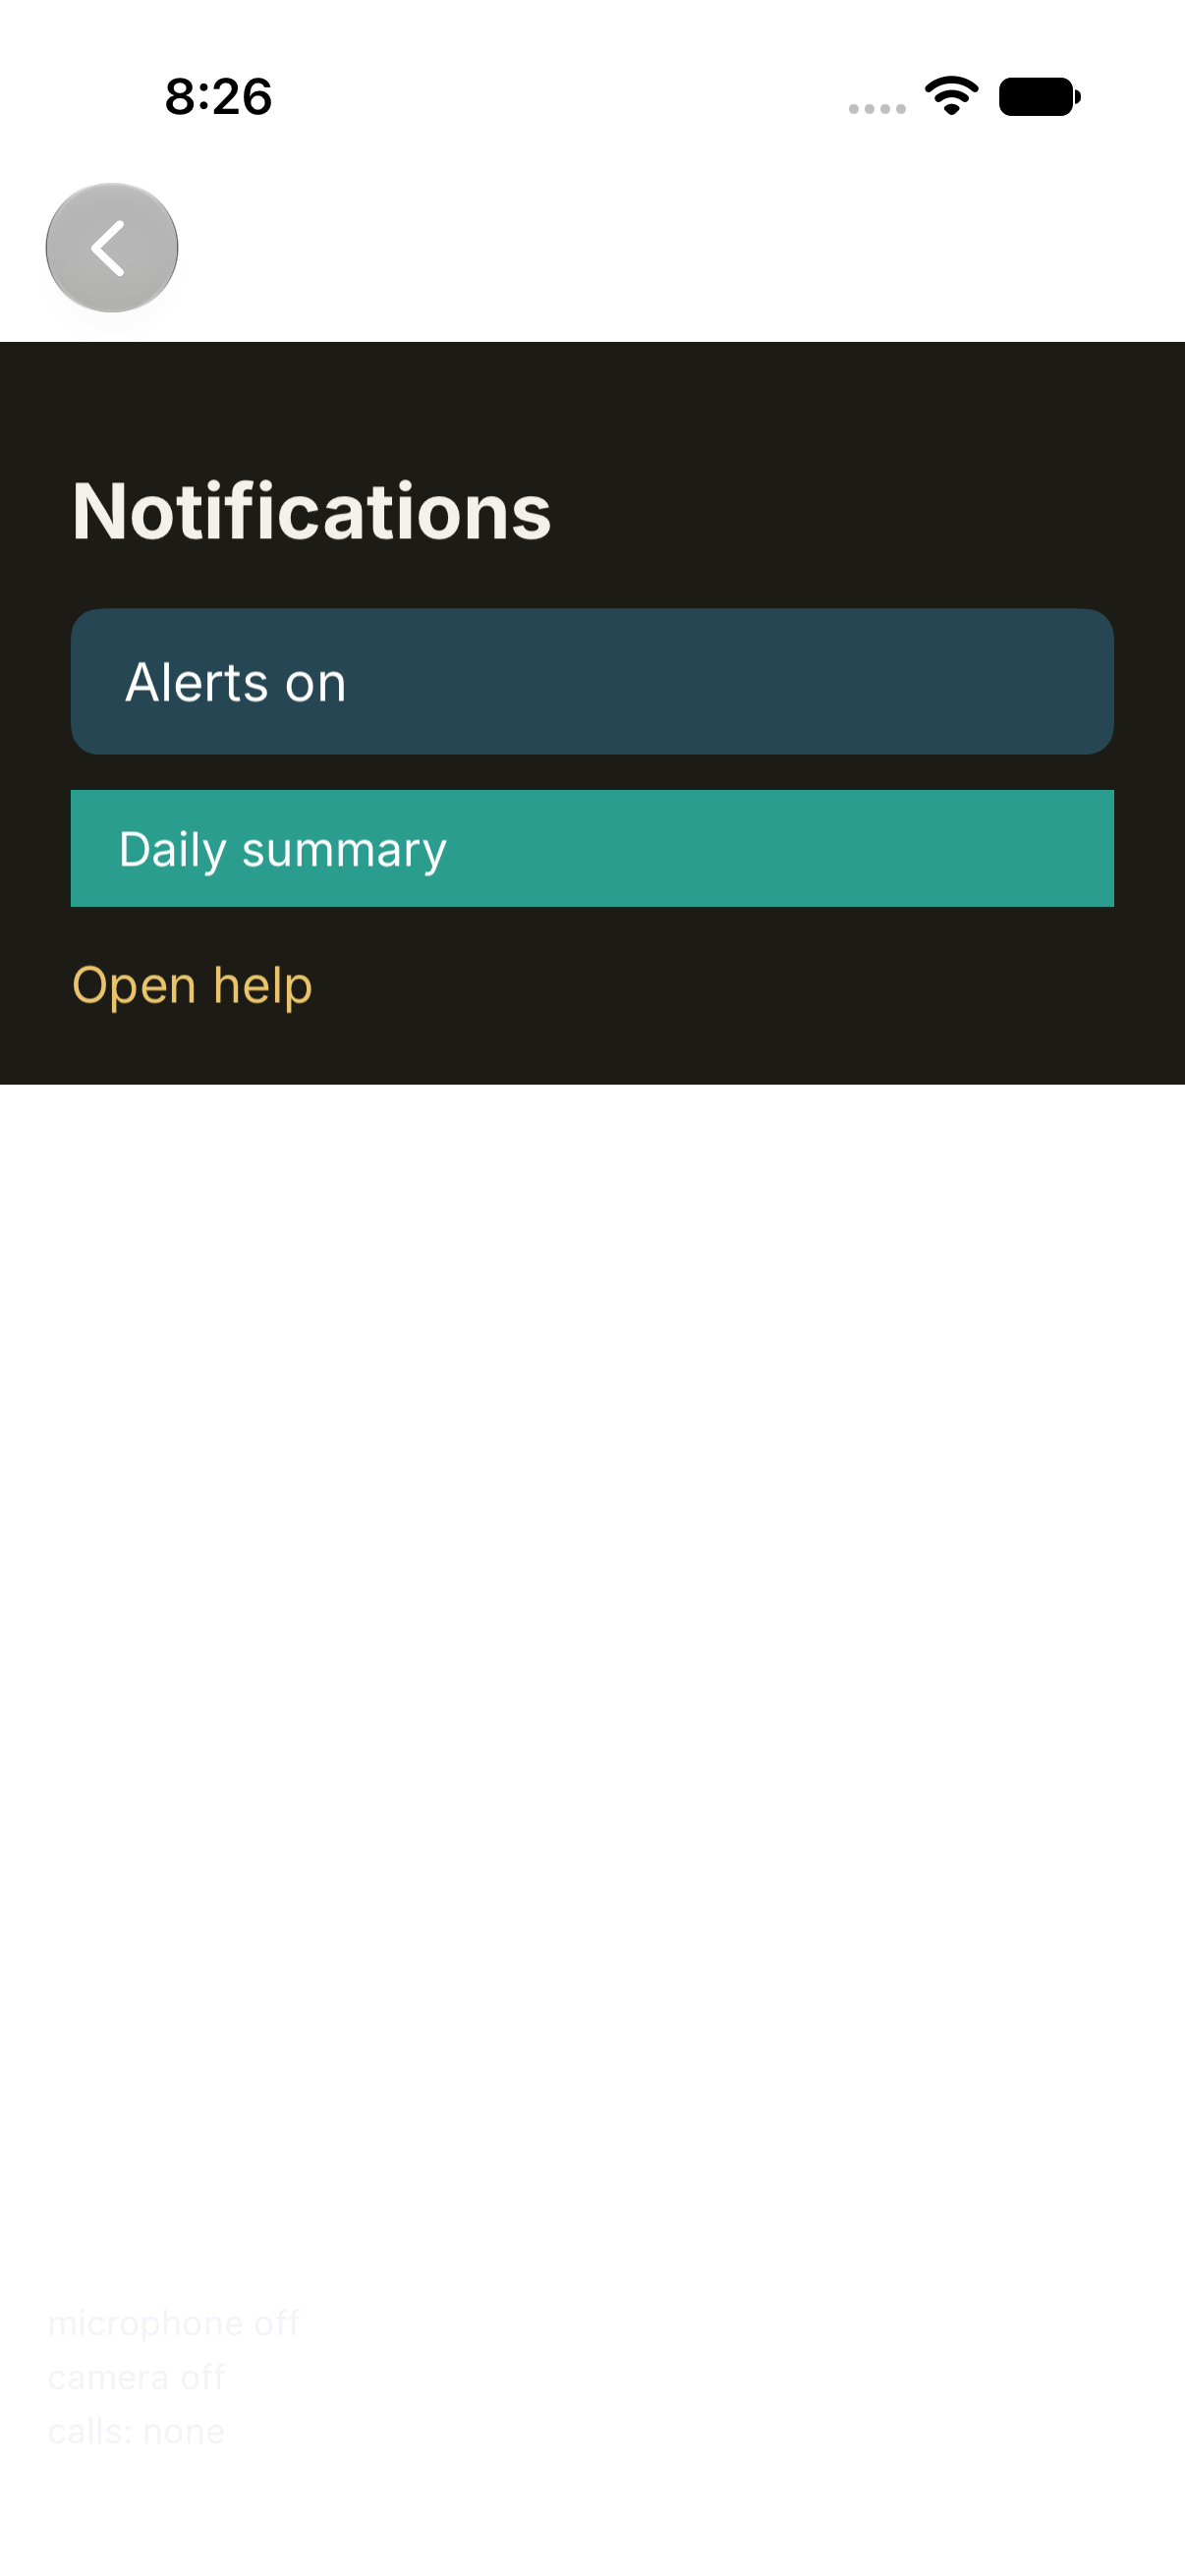 8:26
Notifications
Alerts on
Daily summary
Open help
microphone off
camera off
calls: none